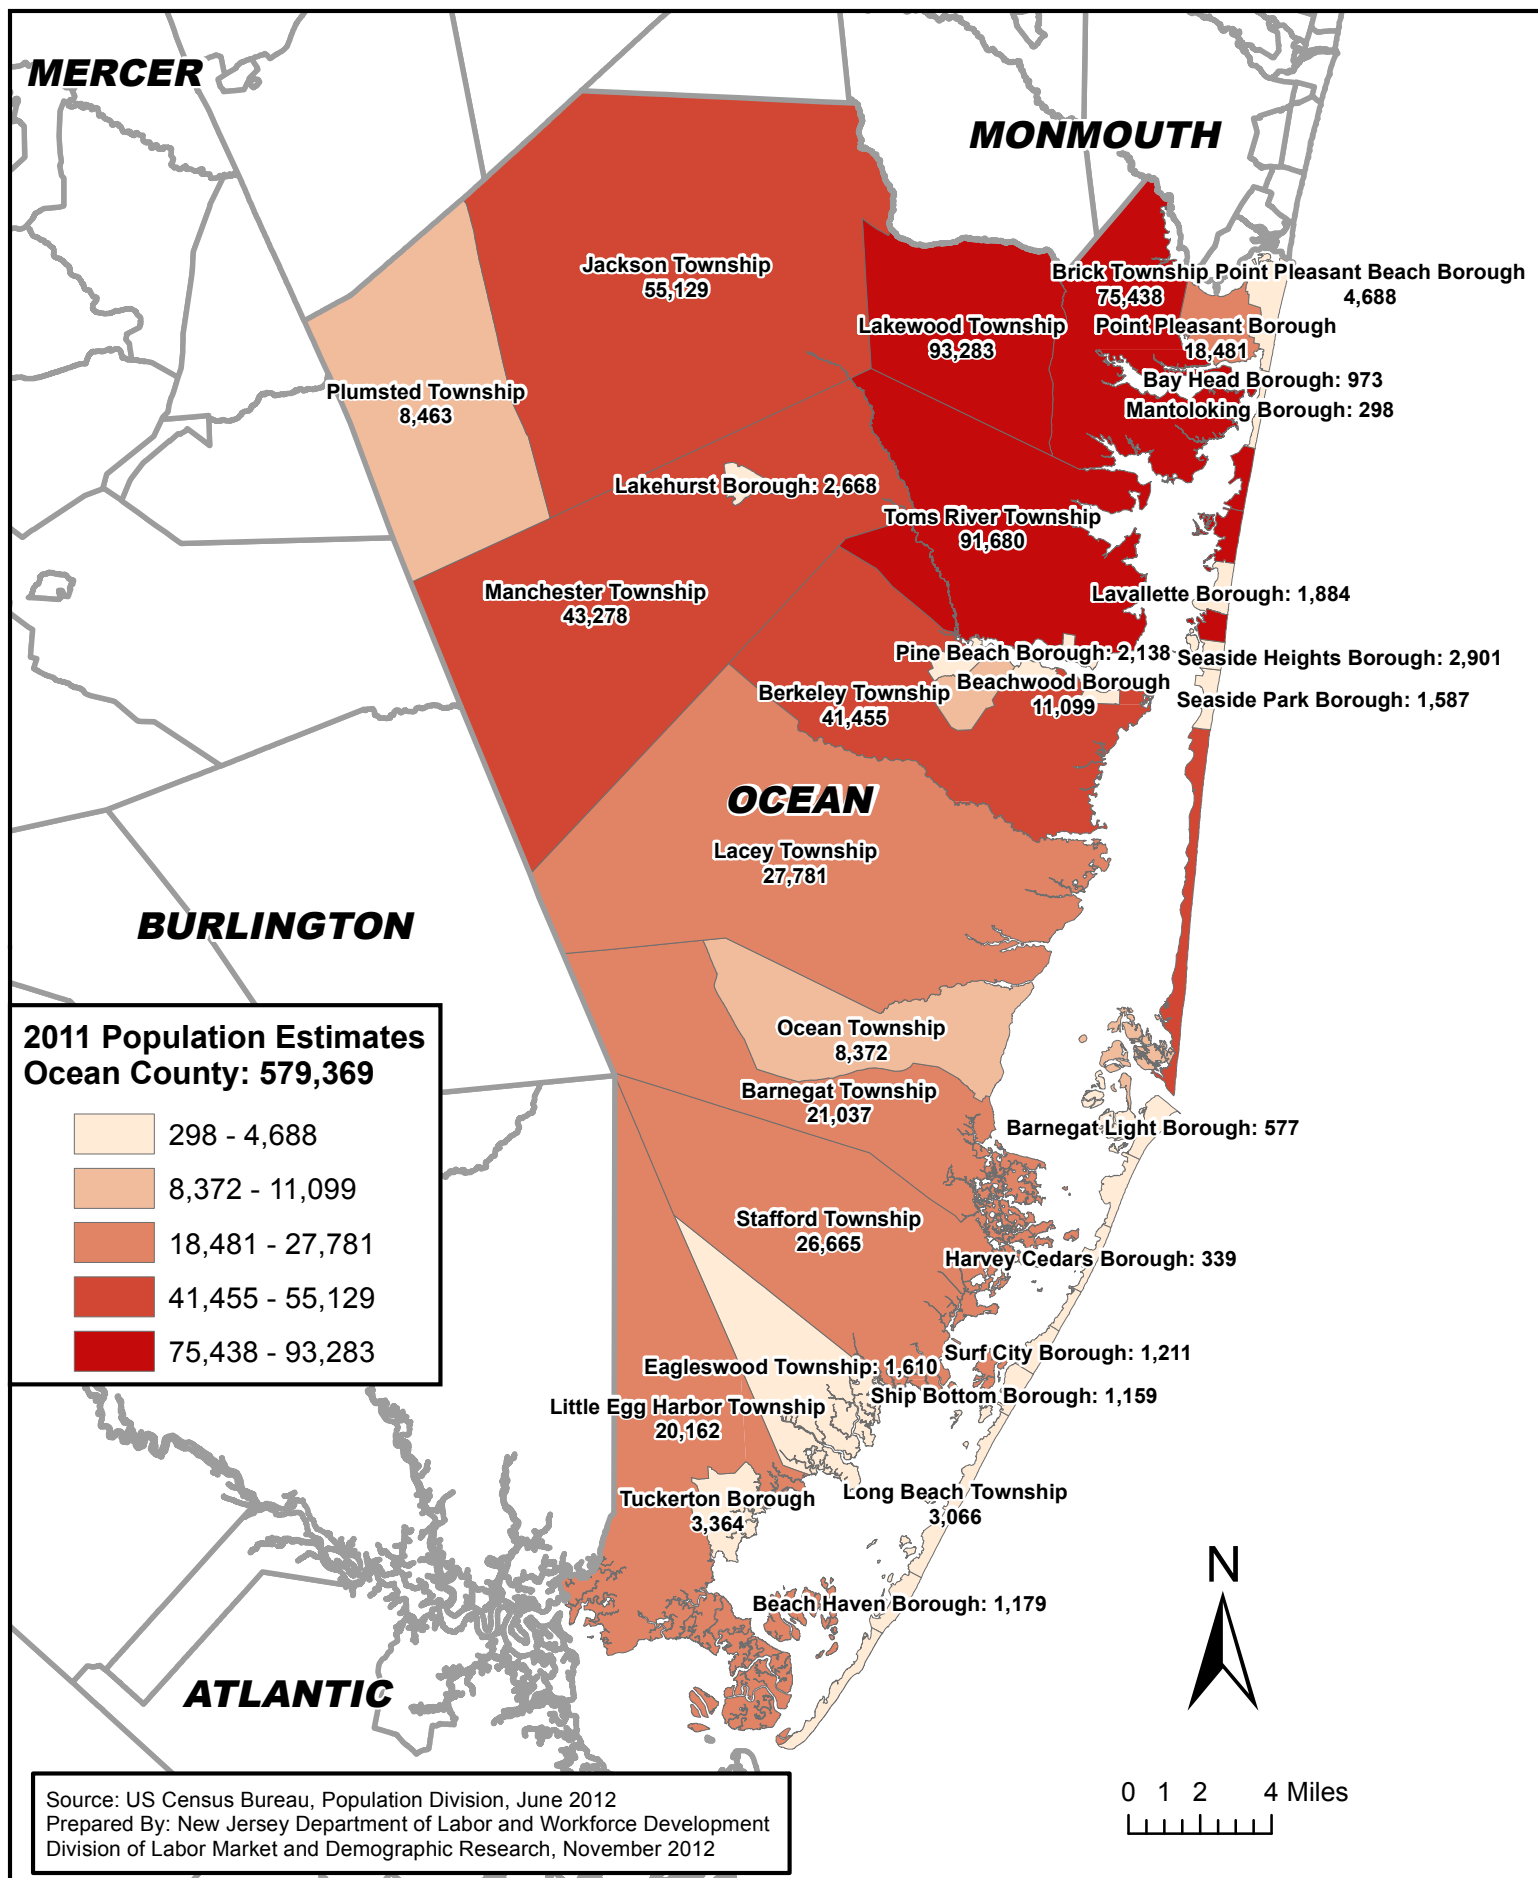 MERCER
MONMOUTH
Jackson Township
55,129
Brick Township
75,438
Point Pleasant Beach Borough
4,688
Lakewood Township
93,283
Point Pleasant Borough
18,481
Bay Head Borough: 973
Plumsted Township
8,463
Mantoloking Borough: 298
Lakehurst Borough: 2,668
Toms River Township
91,680
Manchester Township
43,278
Lavallette Borough: 1,884
Pine Beach Borough: 2,138
Seaside Heights Borough: 2,901
Berkeley Township
41,455
Beachwood Borough
11,099
Seaside Park Borough: 1,587
OCEAN
Lacey Township
27,781
BURLINGTON
2011 Population Estimates
Ocean County: 579,369
298 - 4,688
8,372 - 11,099
18,481 - 27,781
41,455 - 55,129
75,438 - 93,283
Ocean Township
8,372
Barnegat Township
21,037
Barnegat Light Borough: 577
Stafford Township
26,665
Harvey Cedars Borough: 339
Surf City Borough: 1,211
Eagleswood Township: 1,610
Ship Bottom Borough: 1,159
Little Egg Harbor Township
20,162
Long Beach Township
3,066
Tuckerton Borough
3,364
Beach Haven Borough: 1,179
ATLANTIC
N
0 1 2 4 Miles
Source: US Census Bureau, Population Division, June 2012
Prepared By: New Jersey Department of Labor and Workforce Development
Division of Labor Market and Demographic Research, November 2012